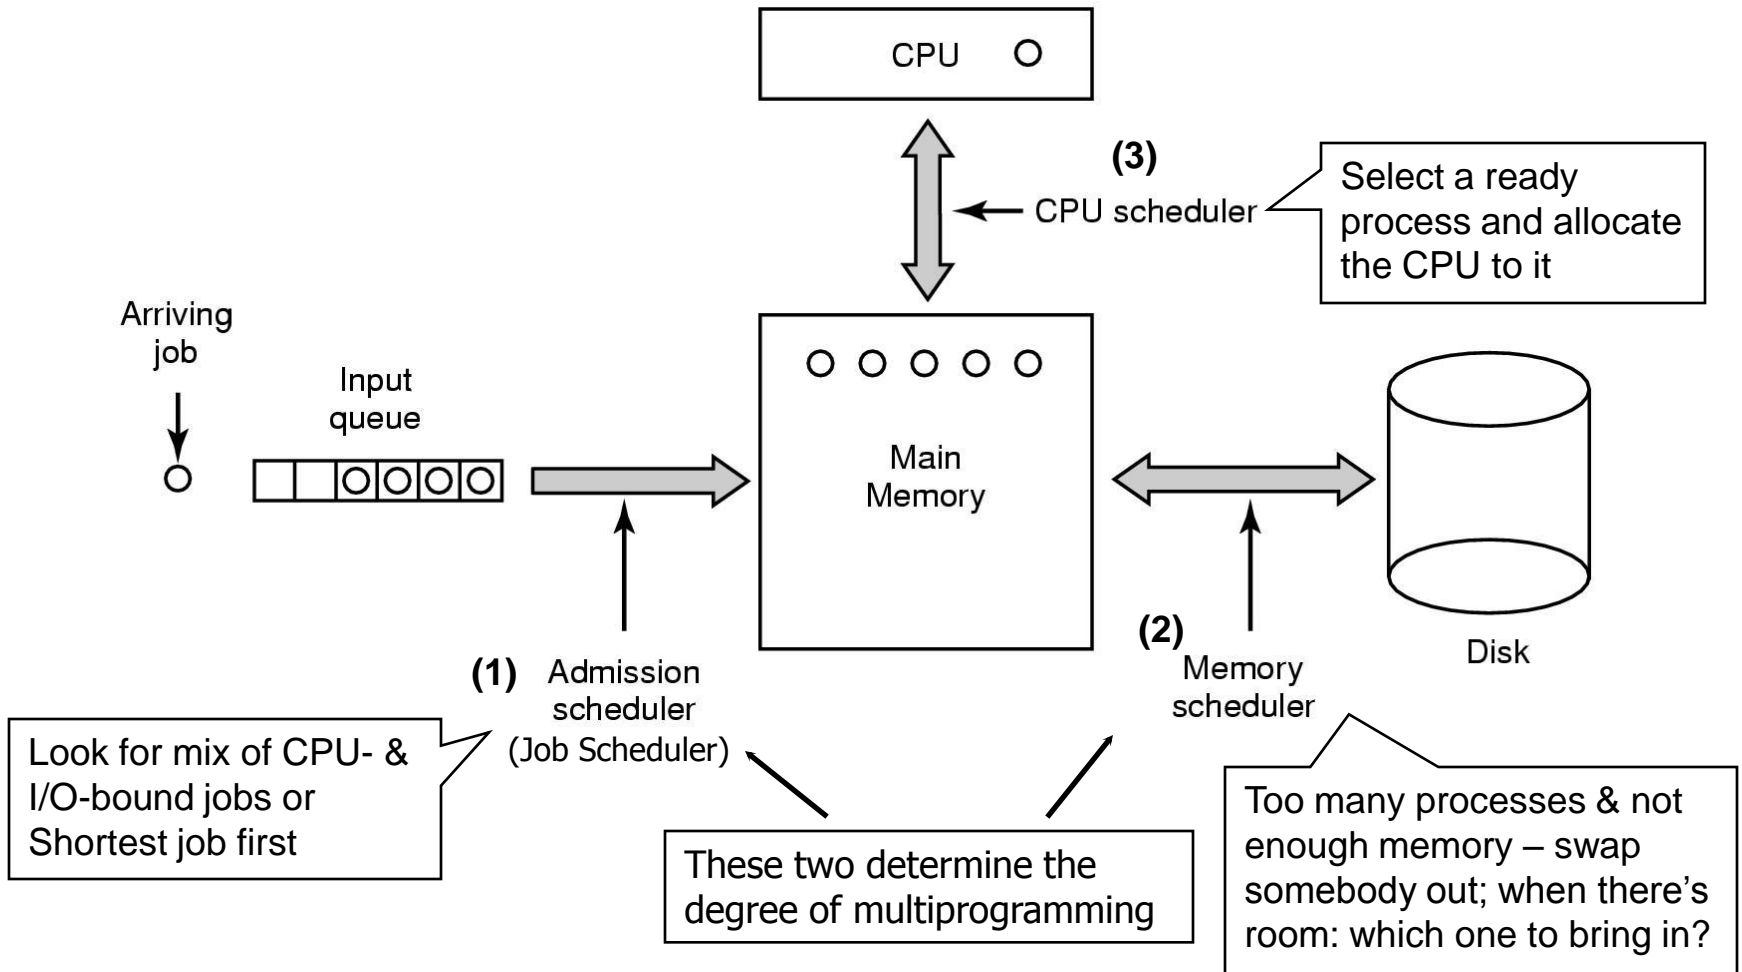 CPU
(3)
CPU scheduler
Select a ready
process and allocate
the CPU to it
Arriving
job
Input
queue
Main
Memory
Disk
(1)
Admission
scheduler
(Job Scheduler)
(2)
Memory
scheduler
Look for mix of CPU- &
I/O-bound jobs or
Shortest job first
These two determine the
degree of multiprogramming
Too many processes & not
enough memory – swap
somebody out; when there’s
room: which one to bring in?